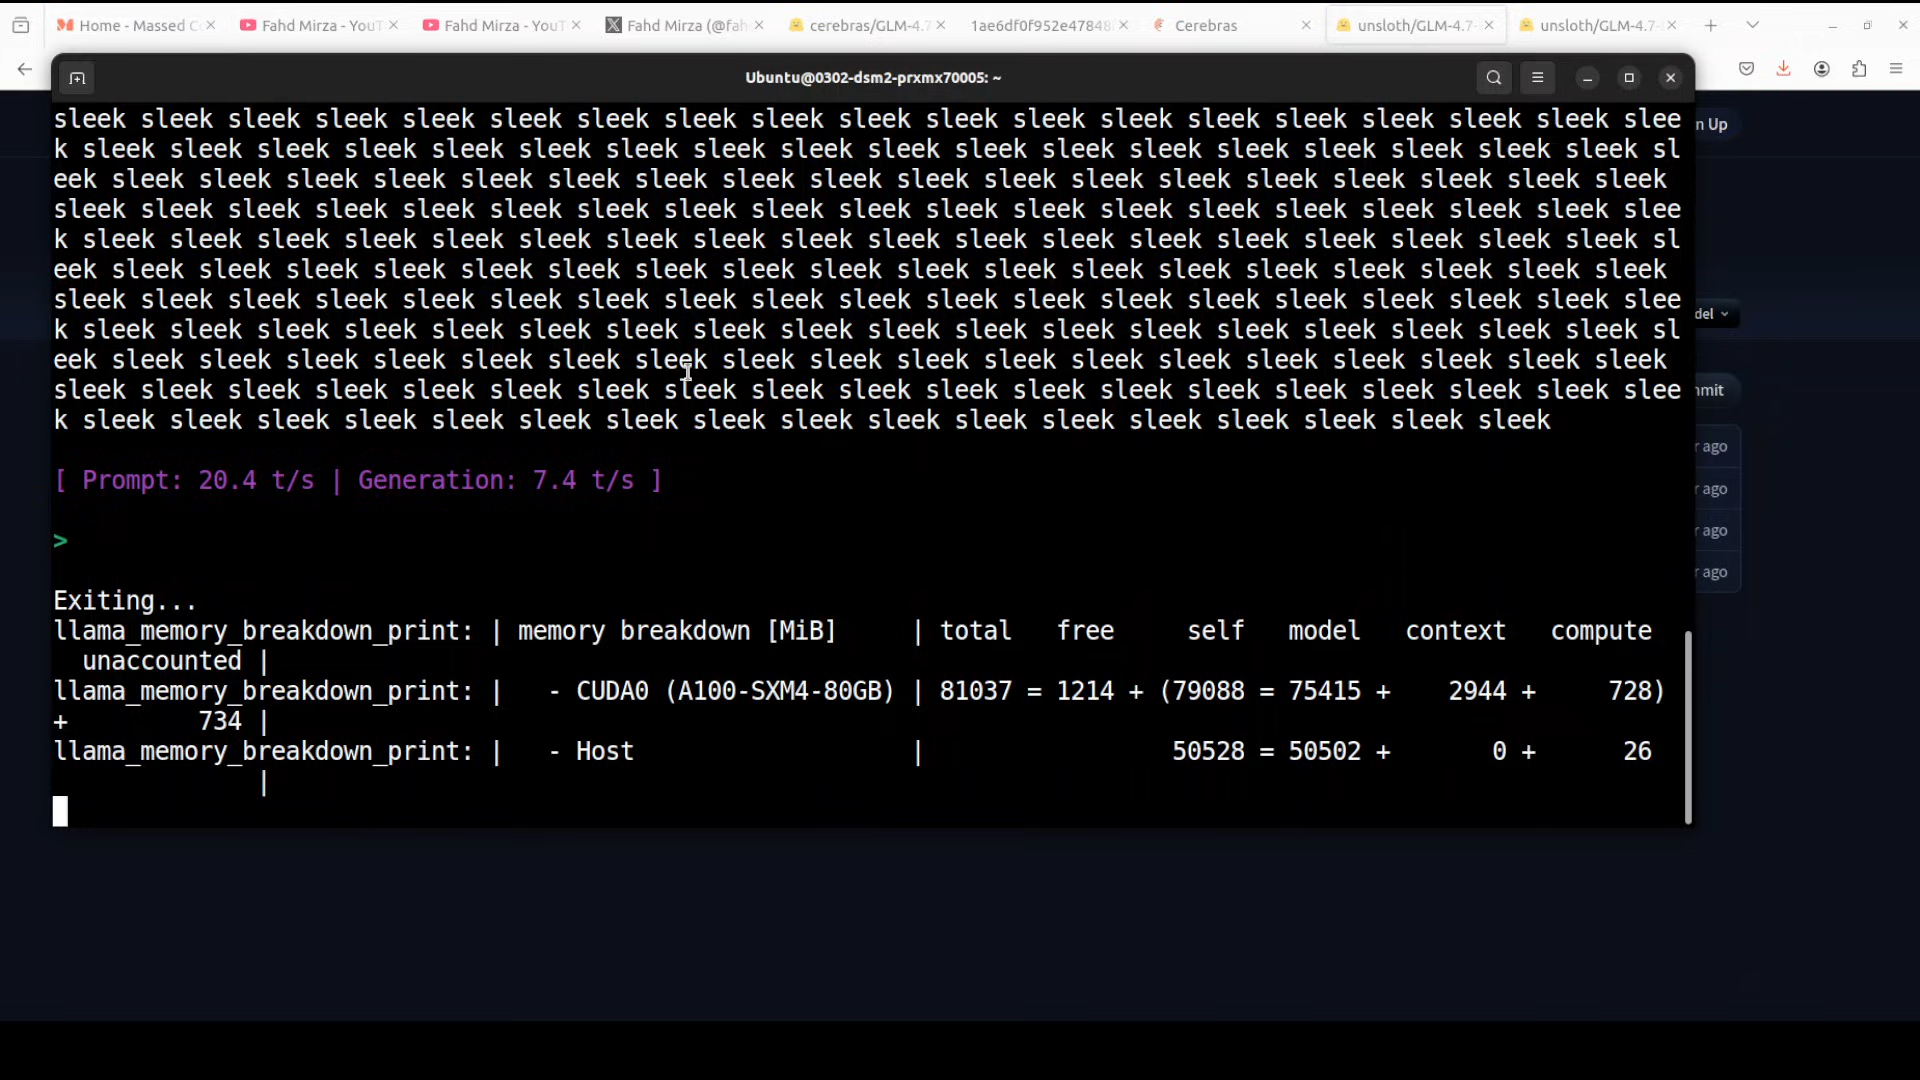 Home - Massed C
Fahd Mirza - YouT
Fahd Mirza - YouT
Fahd Mirza (@fah
cerebras/GLM-4.7
1ae6df0f952e47848
Cerebras
unsloth/GLM-4.7-
unsloth/GLM-4.7-
Ubuntu@0302-dsm2-prxmx70005: ~
n Up
del
mmit
r ago
r ago
r ago
r ago
sleek sleek sleek sleek sleek sleek sleek sleek sleek sleek sleek sleek sleek sleek sleek sleek sleek sleek slee
k sleek sleek sleek sleek sleek sleek sleek sleek sleek sleek sleek sleek sleek sleek sleek sleek sleek sleek sl
eek sleek sleek sleek sleek sleek sleek sleek sleek sleek sleek sleek sleek sleek sleek sleek sleek sleek sleek
sleek sleek sleek sleek sleek sleek sleek sleek sleek sleek sleek sleek sleek sleek sleek sleek sleek sleek slee
k sleek sleek sleek sleek sleek sleek sleek sleek sleek sleek sleek sleek sleek sleek sleek sleek sleek sleek sl
eek sleek sleek sleek sleek sleek sleek sleek sleek sleek sleek sleek sleek sleek sleek sleek sleek sleek sleek
sleek sleek sleek sleek sleek sleek sleek sleek sleek sleek sleek sleek sleek sleek sleek sleek sleek sleek slee
k sleek sleek sleek sleek sleek sleek sleek sleek sleek sleek sleek sleek sleek sleek sleek sleek sleek sleek sl
eek sleek sleek sleek sleek sleek sleek sleek sleek sleek sleek sleek sleek sleek sleek sleek sleek sleek sleek
sleek sleek sleek sleek sleek sleek sleek sleek sleek sleek sleek sleek sleek sleek sleek sleek sleek sleek slee
k sleek sleek sleek sleek sleek sleek sleek sleek sleek sleek sleek sleek sleek sleek sleek sleek sleek
[ Prompt: 20.4 t/s | Generation: 7.4 t/s ]
>
Exiting...
llama_memory_breakdown_print: | memory breakdown [MiB] | total free self model context compute
unaccounted |
llama_memory_breakdown_print: | - CUDA0 (A100-SXM4-80GB) | 81037 = 1214 + (79088 = 75415 + 2944 + 728)
+ 734 |
llama_memory_breakdown_print: | - Host | 50528 = 50502 + 0 + 26
|